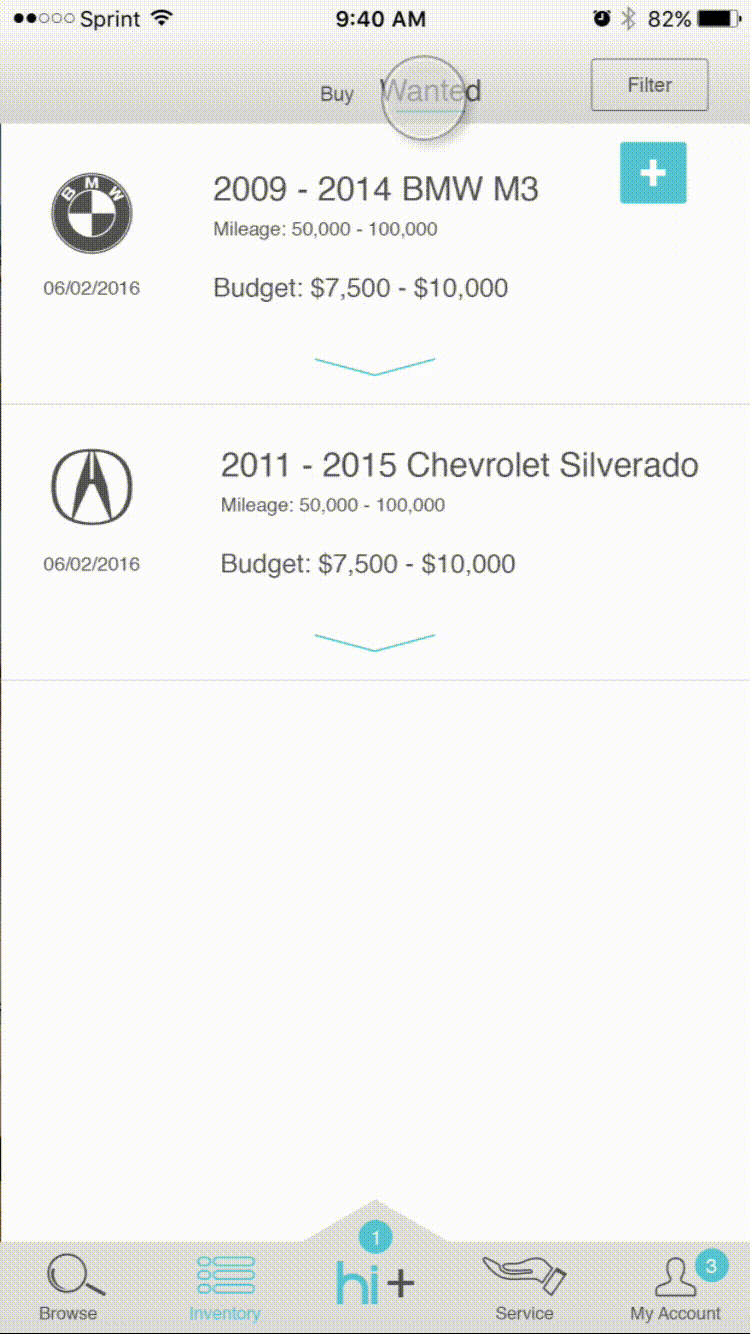 Sprint 9:40 AM 82%
Buy Wanted Filter
+
BMW
2009 - 2014 BMW M3
Mileage: 50,000 - 100,000
06/02/2016
Budget: $7,500 - $10,000
2011 - 2015 Chevrolet Silverado
Mileage: 50,000 - 100,000
06/02/2016
Budget: $7,500 - $10,000
1
hi+
3
Browse Inventory Service My Account